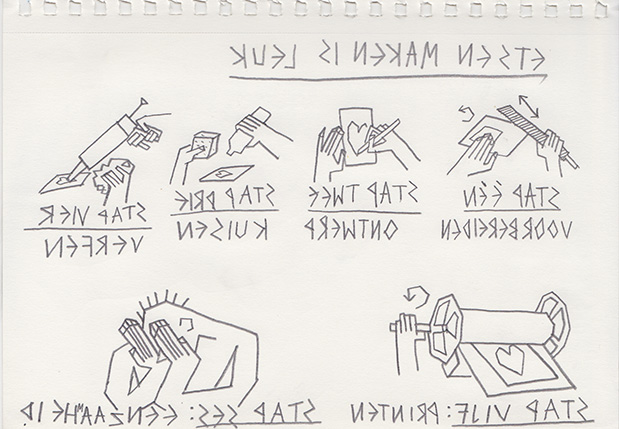 ETSEN MAKEN IS LEUK
STAP ÉÉN
VOORBEREIDEN
STAP TWEE
ONTWERP
STAP DRIE
KUISEN
STAP VIER
VERFEN
STAP VIJF: PRINTEN
STAP ZES: EENZAAMHEID